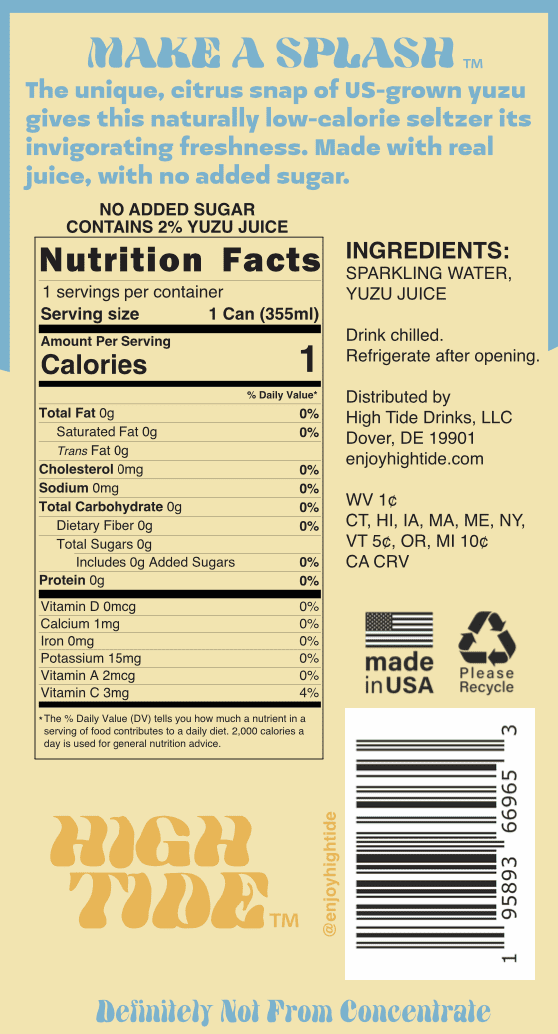 MAKE A SPLASH TM
The unique, citrus snap of US-grown yuzu
gives this naturally low-calorie seltzer its
invigorating freshness. Made with real
juice, with no added sugar.
NO ADDED SUGAR
CONTAINS 2% YUZU JUICE
Nutrition Facts
1 servings per container
Serving size 1 Can (355ml)
Amount Per Serving
Calories 1
% Daily Value*
Total Fat 0g 0%
Saturated Fat 0g 0%
Trans Fat 0g
Cholesterol 0mg 0%
Sodium 0mg 0%
Total Carbohydrate 0g 0%
Dietary Fiber 0g 0%
Total Sugars 0g
Includes 0g Added Sugars 0%
Protein 0g 0%
Vitamin D 0mcg 0%
Calcium 1mg 0%
Iron 0mg 0%
Potassium 15mg 0%
Vitamin A 2mcg 0%
Vitamin C 3mg 4%
*The % Daily Value (DV) tells you how much a nutrient in a
serving of food contributes to a daily diet. 2,000 calories a
day is used for general nutrition advice.
INGREDIENTS:
SPARKLING WATER,
YUZU JUICE
Drink chilled.
Refrigerate after opening.
Distributed by
High Tide Drinks, LLC
Dover, DE 19901
enjoyhightide.com
WV 1¢
CT, HI, IA, MA, ME, NY,
VT 5¢, OR, MI 10¢
CA CRV
made
in USA
Please
Recycle
1 95893 66965 3
HIGH
TIDE TM
@enjoyhightide
Definitely Not From Concentrate